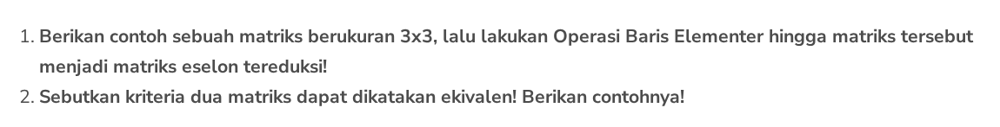 1. Berikan contoh sebuah matriks berukuran 3x3, lalu lakukan Operasi Baris Elementer hingga matriks tersebut
menjadi matriks eselon tereduksi!
2. Sebutkan kriteria dua matriks dapat dikatakan ekivalen! Berikan contohnya!